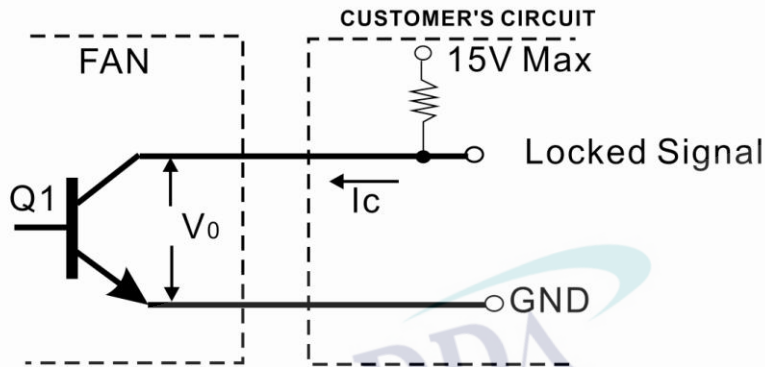 CUSTOMER'S CIRCUIT
FAN
15V Max
Locked Signal
Q1
Ic
V0
GND